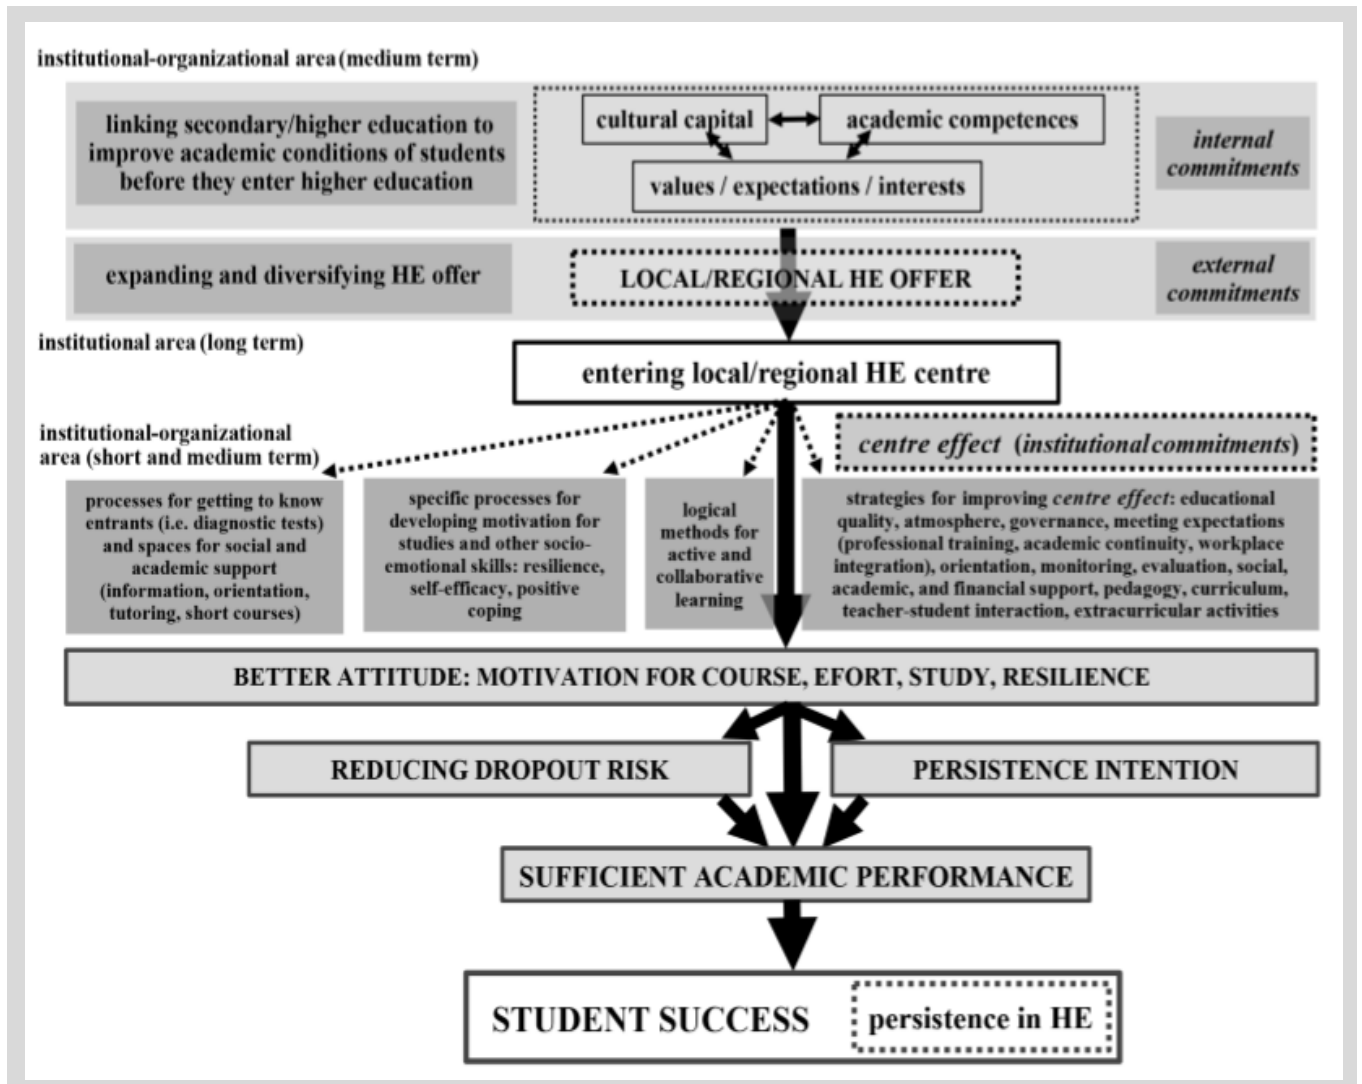 institutional-organizational area (medium term)
linking secondary/higher education to
improve academic conditions of students
before they enter higher education
cultural capital
academic competences
values / expectations / interests
internal
commitments
expanding and diversifying HE offer
LOCAL/REGIONAL HE OFFER
external
commitments
institutional area (long term)
entering local/regional HE centre
institutional-organizational
area (short and medium term)
centre effect (institutional commitments)
processes for getting to know
entrants (i.e. diagnostic tests)
and spaces for social and
academic support
(information, orientation,
tutoring, short courses)
specific processes for
developing motivation for
studies and other socio-
emotional skills: resilience,
self-efficacy, positive
coping
logical
methods for
active and
collaborative
learning
strategies for improving centre effect: educational
quality, atmosphere, governance, meeting expectations
(professional training, academic continuity, workplace
integration), orientation, monitoring, evaluation, social,
academic, and financial support, pedagogy, curriculum,
teacher-student interaction, extracurricular activities
BETTER ATTITUDE: MOTIVATION FOR COURSE, EFORT, STUDY, RESILIENCE
REDUCING DROPOUT RISK
PERSISTENCE INTENTION
SUFFICIENT ACADEMIC PERFORMANCE
STUDENT SUCCESS
persistence in HE